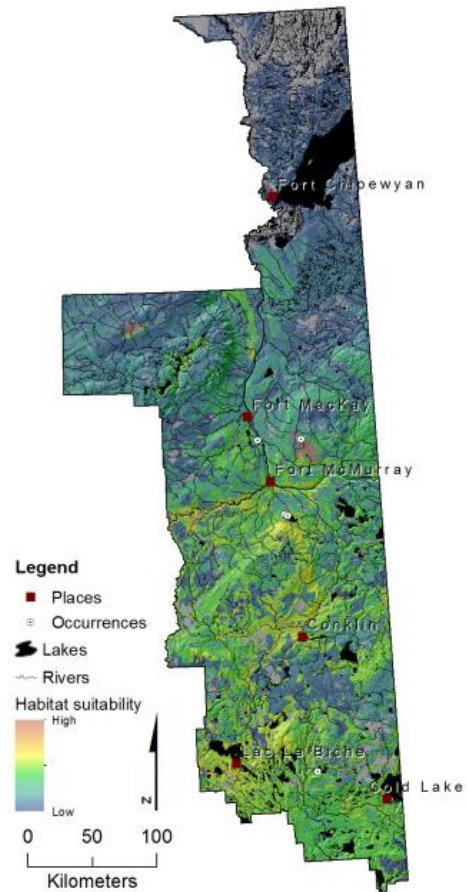 Fort Chipewyan
Fort MacKay
Fort McMurray
Conklin
Lac La Biche
Cold Lake
Legend
Places
Occurrences
Lakes
Rivers
Habitat suitability
High
Low
N
0 50 100
Kilometers